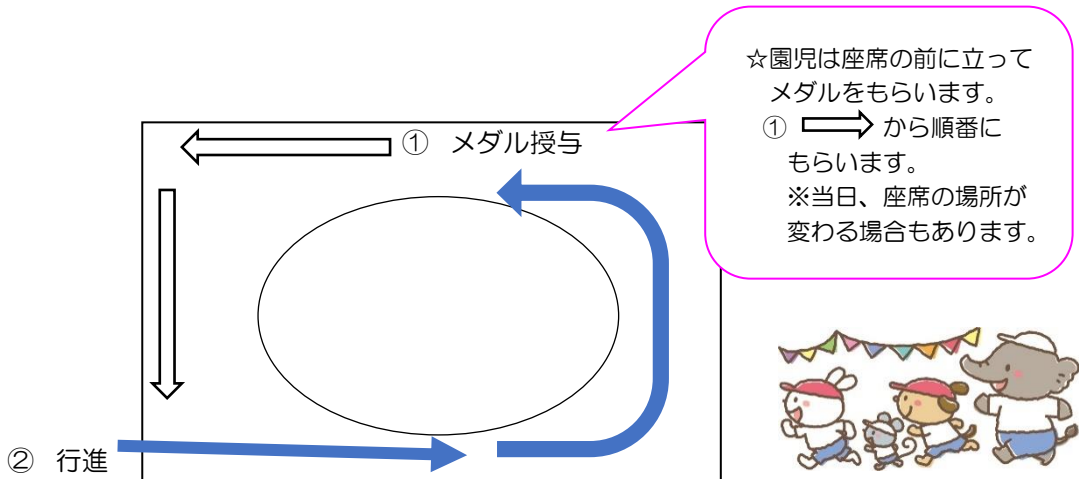 ☆園児は座席の前に立って
メダルをもらいます。
① から順番に
もらいます。
※当日、座席の場所が
変わる場合もあります。
① メダル授与
② 行進